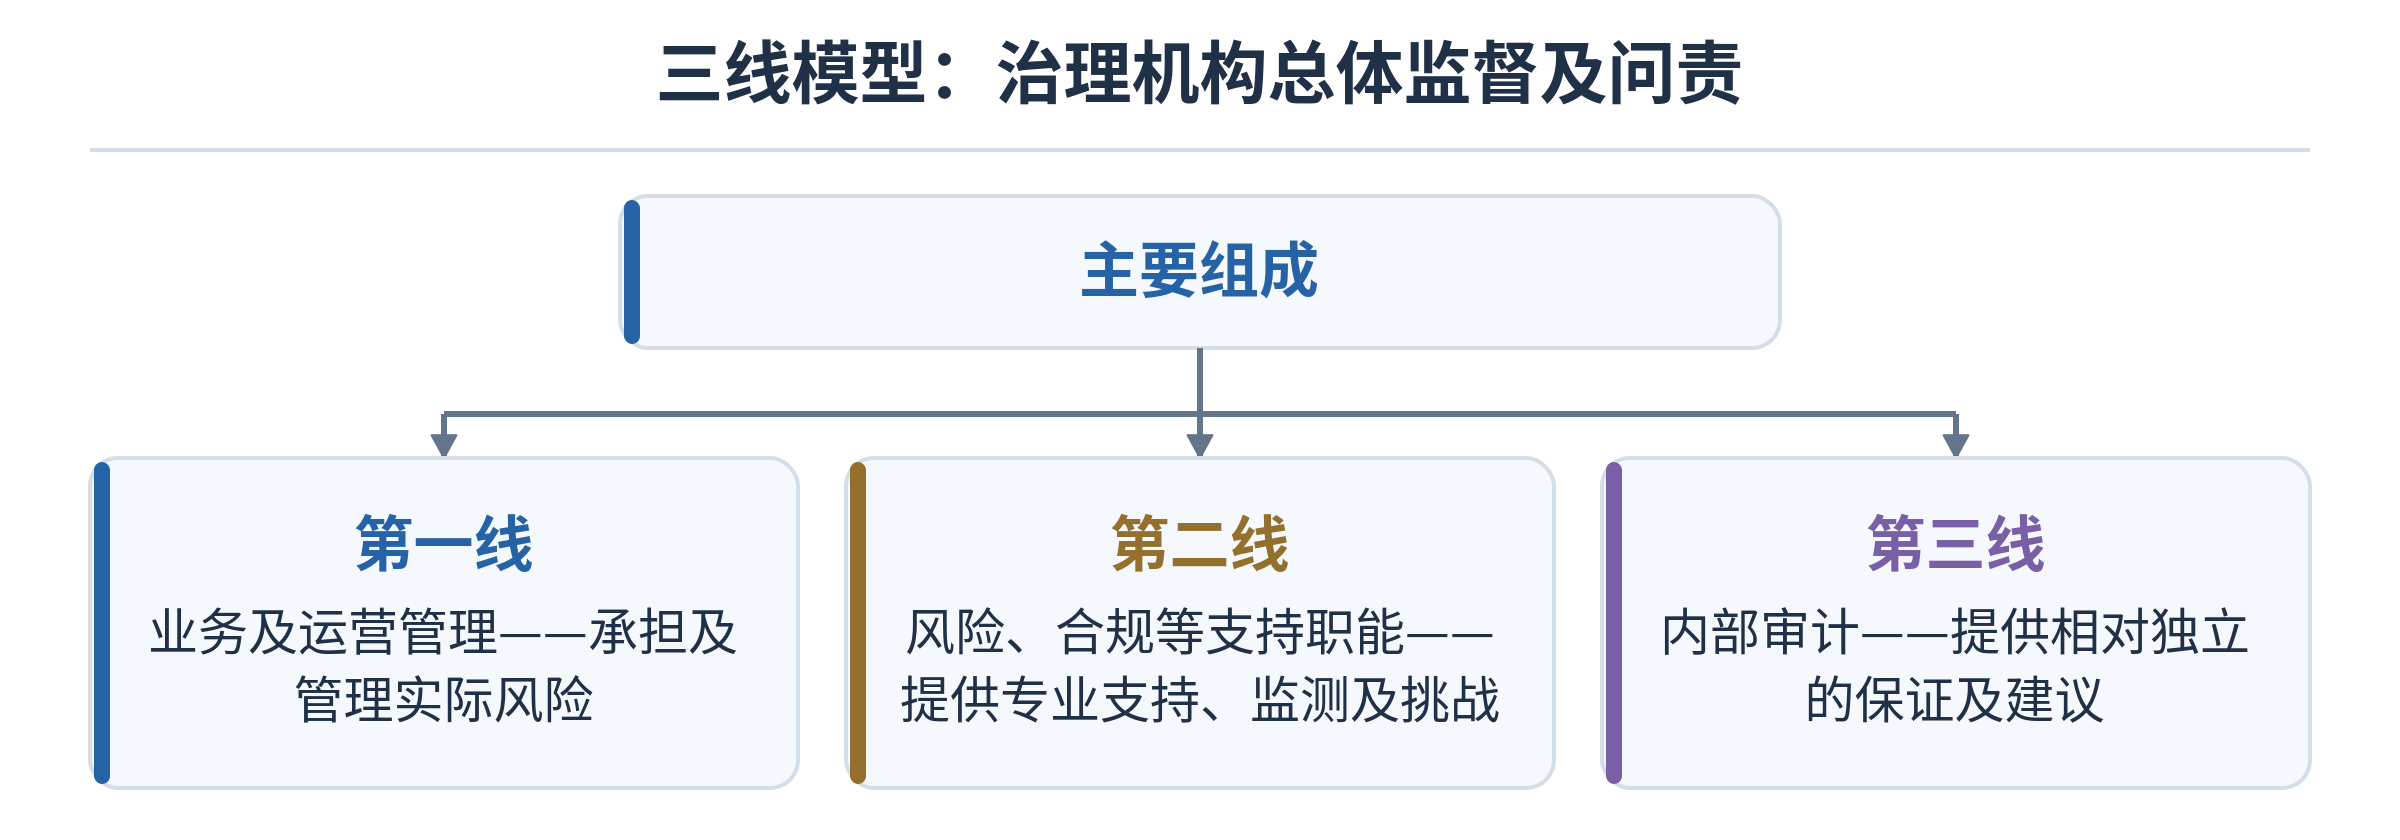 三线模型：治理机构总体监督及问责
主要组成
第一线
业务及运营管理——承担及
管理实际风险
第二线
风险、合规等支持职能——
提供专业支持、监测及挑战
第三线
内部审计——提供相对独立
的保证及建议